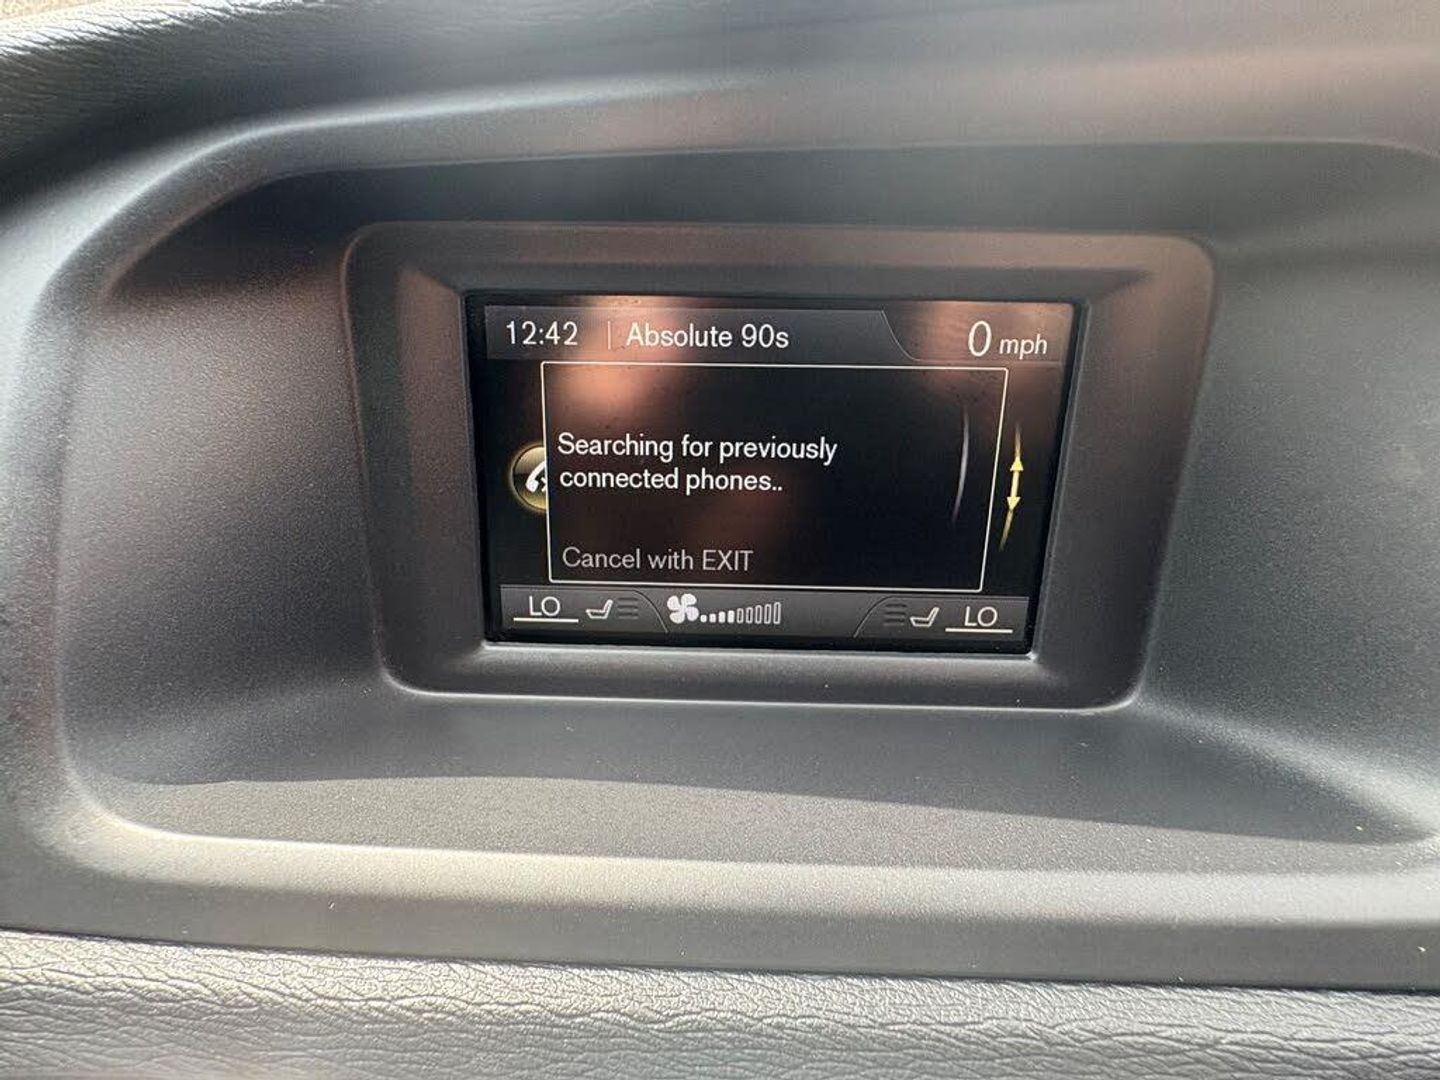 12:42 | Absolute 90s 0 mph
Searching for previously
connected phones..
Cancel with EXIT
LO LO